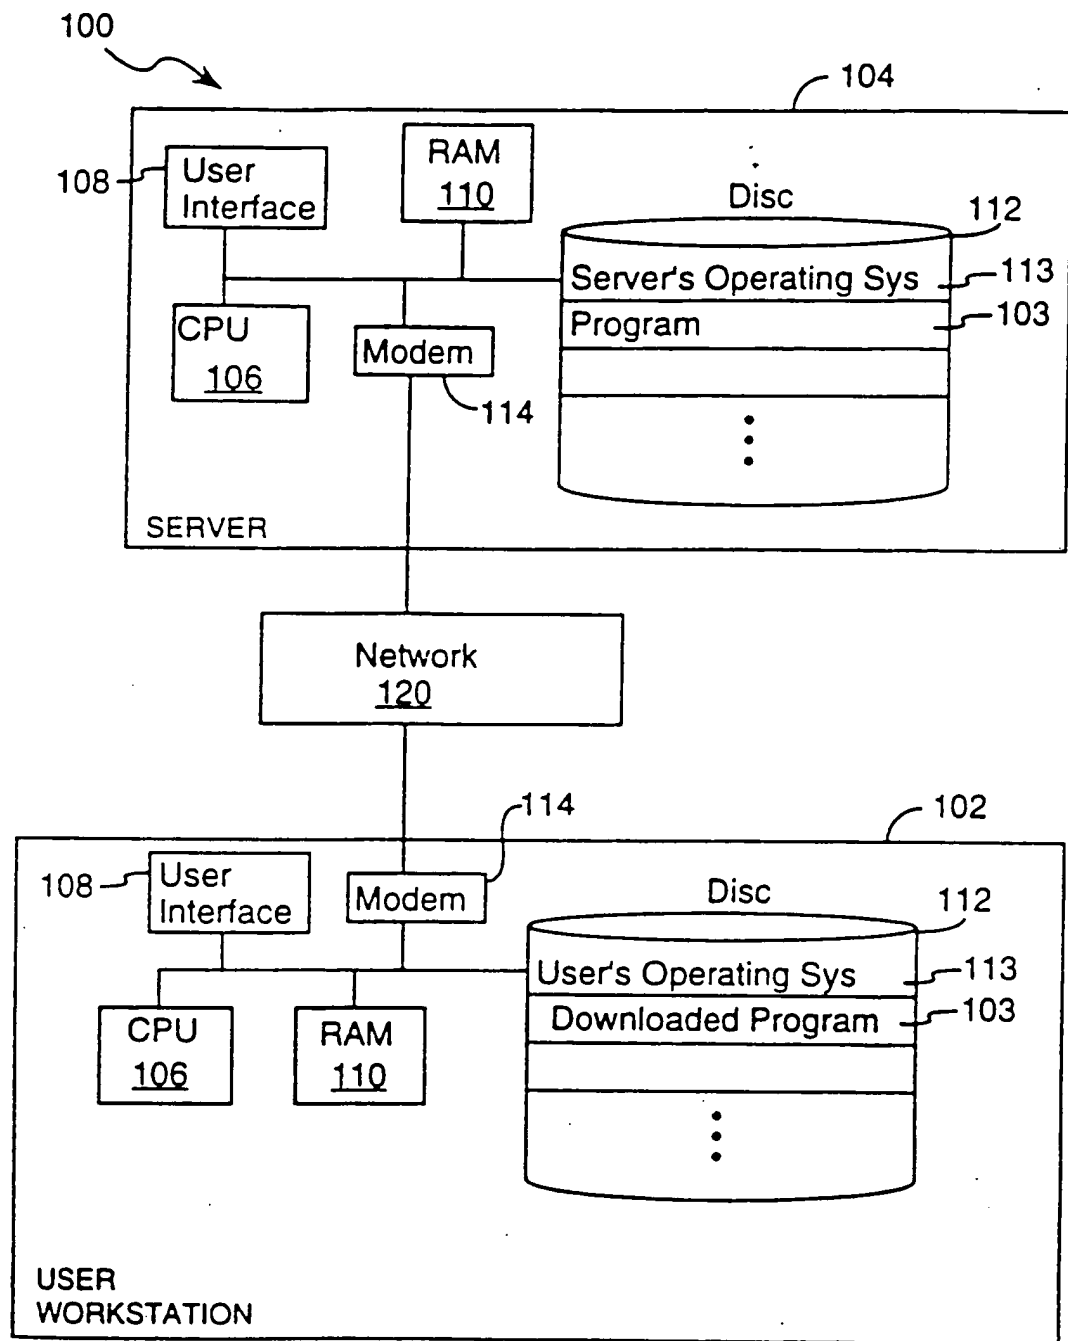 100
104
RAM
110
User
Interface
108
Disc
112
Server's Operating Sys
113
Program
103
CPU
106
Modem
114
SERVER
Network
120
114
102
User
Interface
108
Modem
Disc
112
User's Operating Sys
113
Downloaded Program
103
CPU
106
RAM
110
USER
WORKSTATION